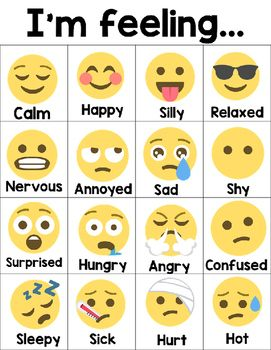 I'm feeling...
Calm Happy Silly Relaxed
Nervous Annoyed Sad Shy
Surprised Hungry Angry Confused
Sleepy Sick Hurt Hot